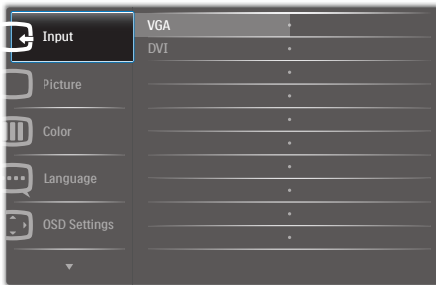 Input
VGA
DVI
Picture
Color
Language
OSD Settings